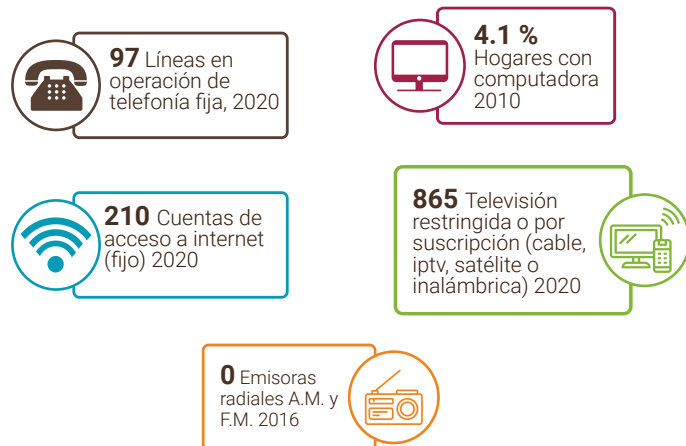 97 Líneas en
operación de
telefonía fija, 2020
4.1 %
Hogares con
computadora
2010
210 Cuentas de
acceso a internet
(fijo) 2020
865 Televisión
restringida o por
suscripción (cable,
iptv, satélite o
inalámbrica) 2020
0 Emisoras
radiales A.M. y
F.M. 2016